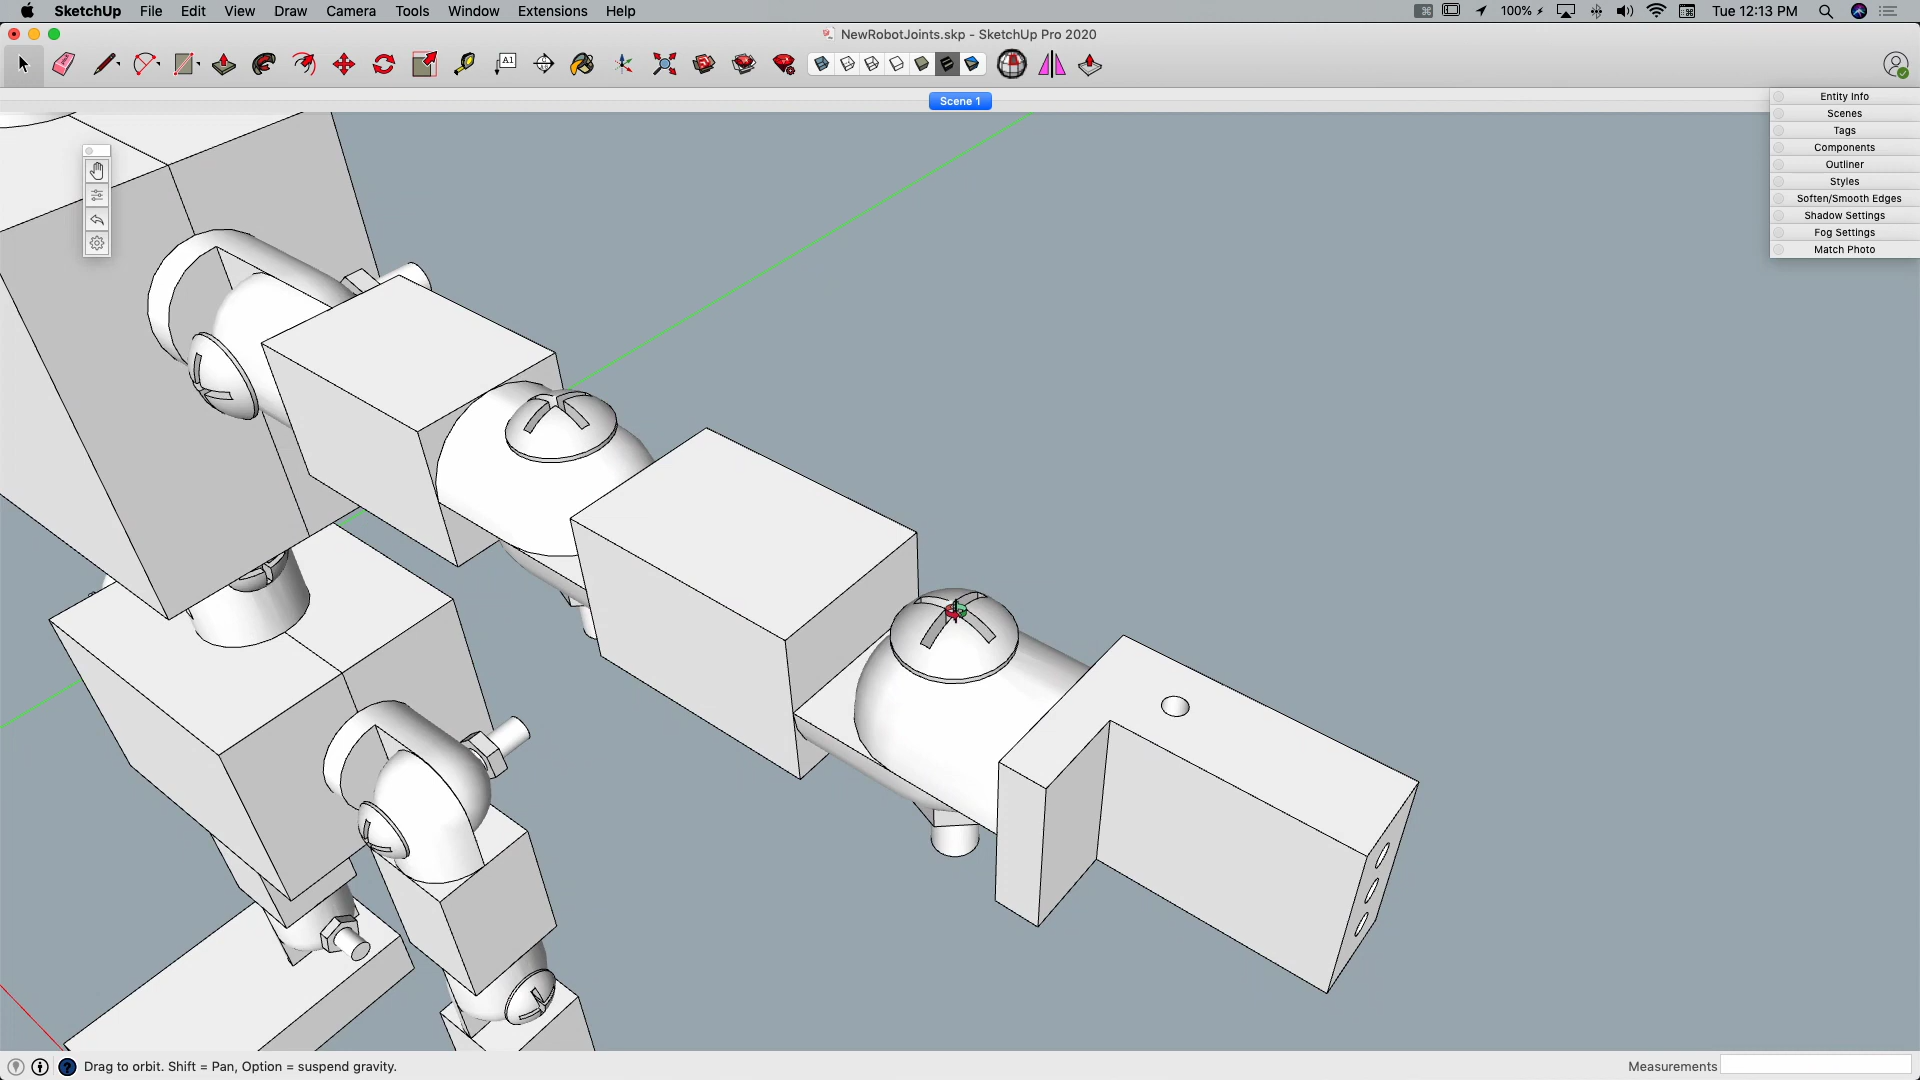 SketchUp File Edit View Draw Camera Tools Window Extensions Help 100% Tue 12:13 PM
NewRobotJoints.skp - SketchUp Pro 2020
A1
Scene 1
Entity Info
Scenes
Tags
Components
Outliner
Styles
Soften/Smooth Edges
Shadow Settings
Fog Settings
Match Photo
Drag to orbit. Shift = Pan, Option = suspend gravity.
Measurements